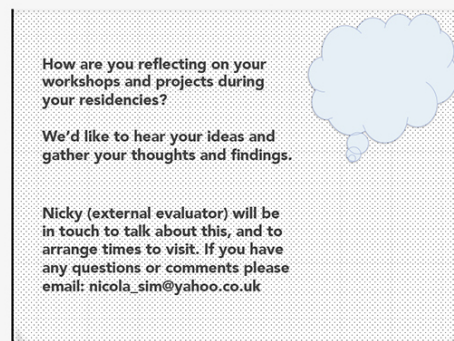 How are you reflecting on your
workshops and projects during
your residencies?
We'd like to hear your ideas and
gather your thoughts and findings.
Nicky (external evaluator) will be
in touch to talk about this, and to
arrange times to visit. If you have
any questions or comments please
email: nicola_sim@yahoo.co.uk